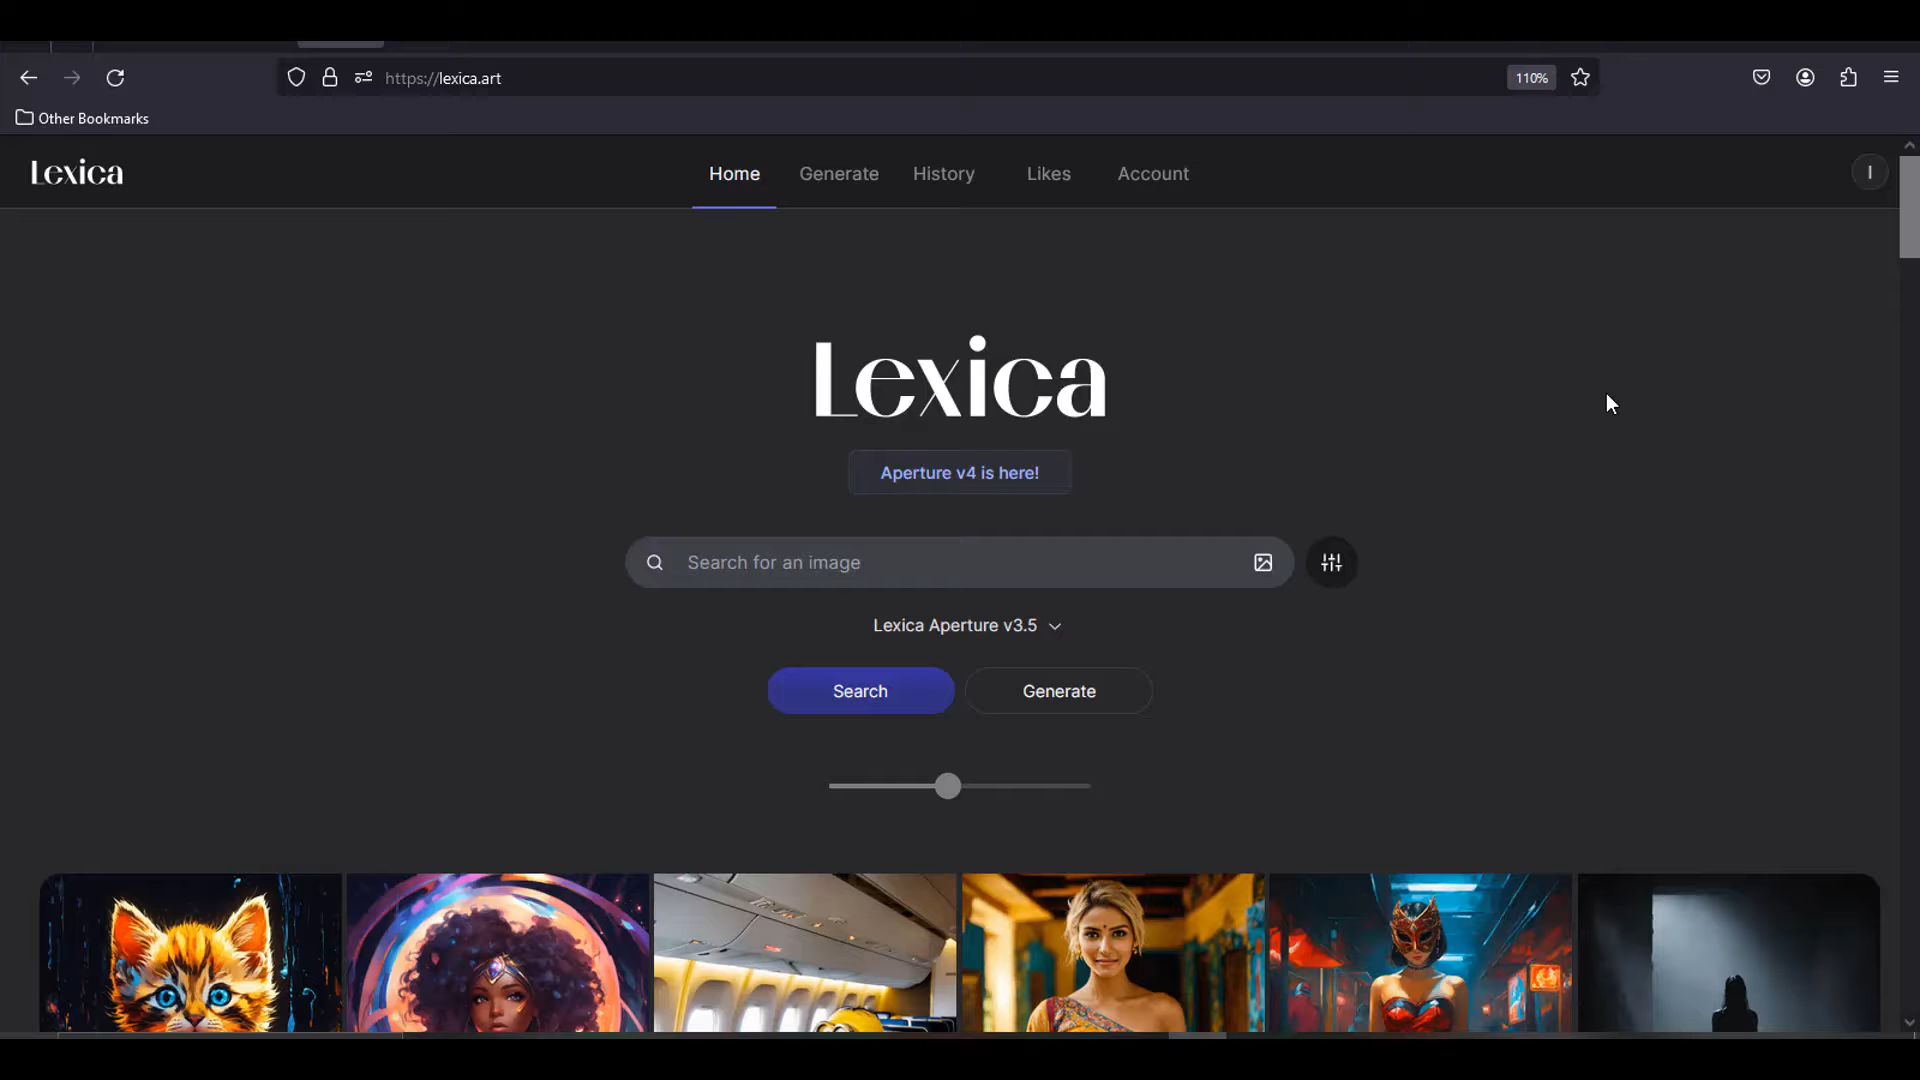 https://lexica.art
110%
Other Bookmarks
Lexica
Home
Generate
History
Likes
Account
I
Lexica
Aperture v4 is here!
Search for an image
Lexica Aperture v3.5
Search
Generate